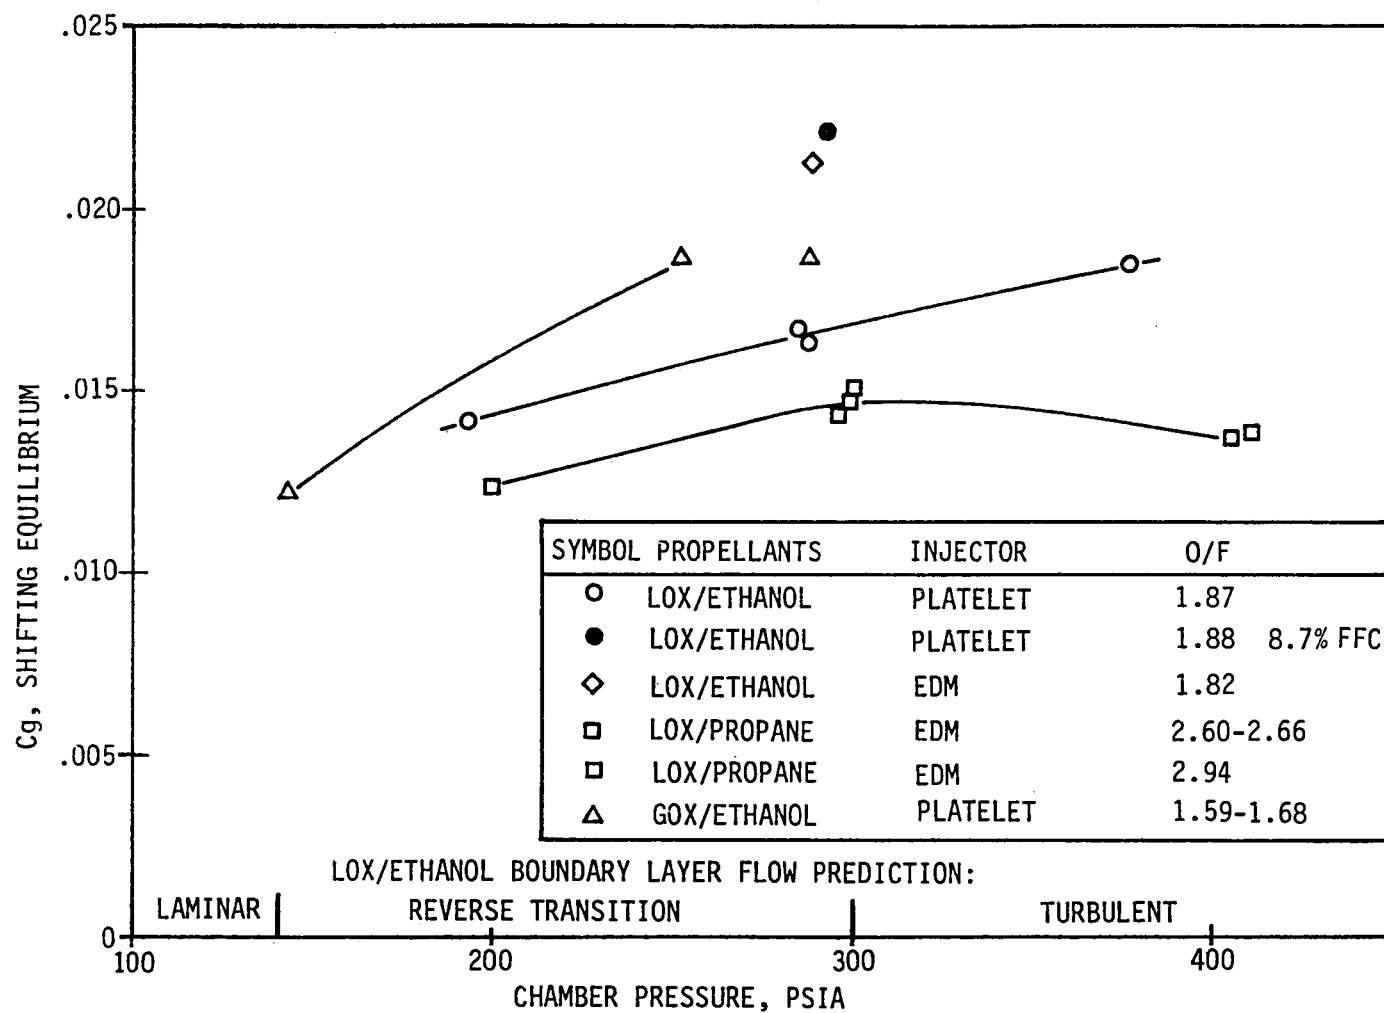 .025
.020
.015
.010
.005
0
Cg, SHIFTING EQUILIBRIUM
SYMBOL PROPELLANTS INJECTOR O/F
LOX/ETHANOL PLATELET 1.87
LOX/ETHANOL PLATELET 1.88 8.7% FFC
LOX/ETHANOL EDM 1.82
LOX/PROPANE EDM 2.60-2.66
LOX/PROPANE EDM 2.94
GOX/ETHANOL PLATELET 1.59-1.68
LOX/ETHANOL BOUNDARY LAYER FLOW PREDICTION:
LAMINAR REVERSE TRANSITION TURBULENT
100 200 300 400
CHAMBER PRESSURE, PSIA